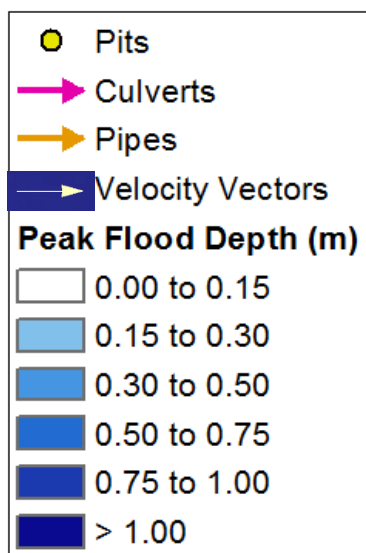 Pits
Culverts
Pipes
Velocity Vectors
Peak Flood Depth (m)
0.00 to 0.15
0.15 to 0.30
0.30 to 0.50
0.50 to 0.75
0.75 to 1.00
> 1.00